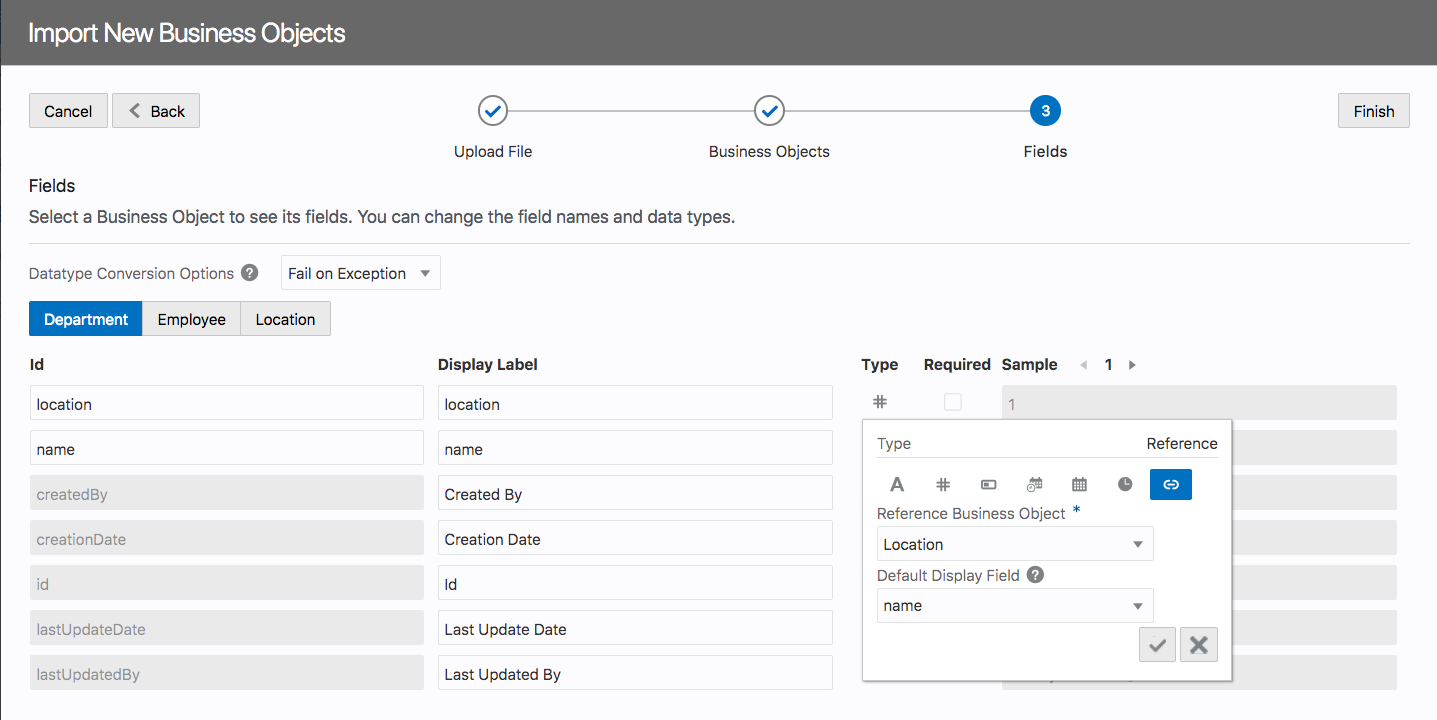 Import New Business Objects
Cancel
Back
3
Finish
Upload File
Business Objects
Fields
Fields
Select a Business Object to see its fields. You can change the field names and data types.
Datatype Conversion Options ? Fail on Exception
Department Employee Location
Id Display Label Type Required Sample 1
location location # 1
name name
Type Reference
createdBy Created By
A #
Reference Business Object *
creationDate Creation Date
Location
Default Display Field ?
id Id
name
lastUpdateDate Last Update Date
lastUpdatedBy Last Updated By